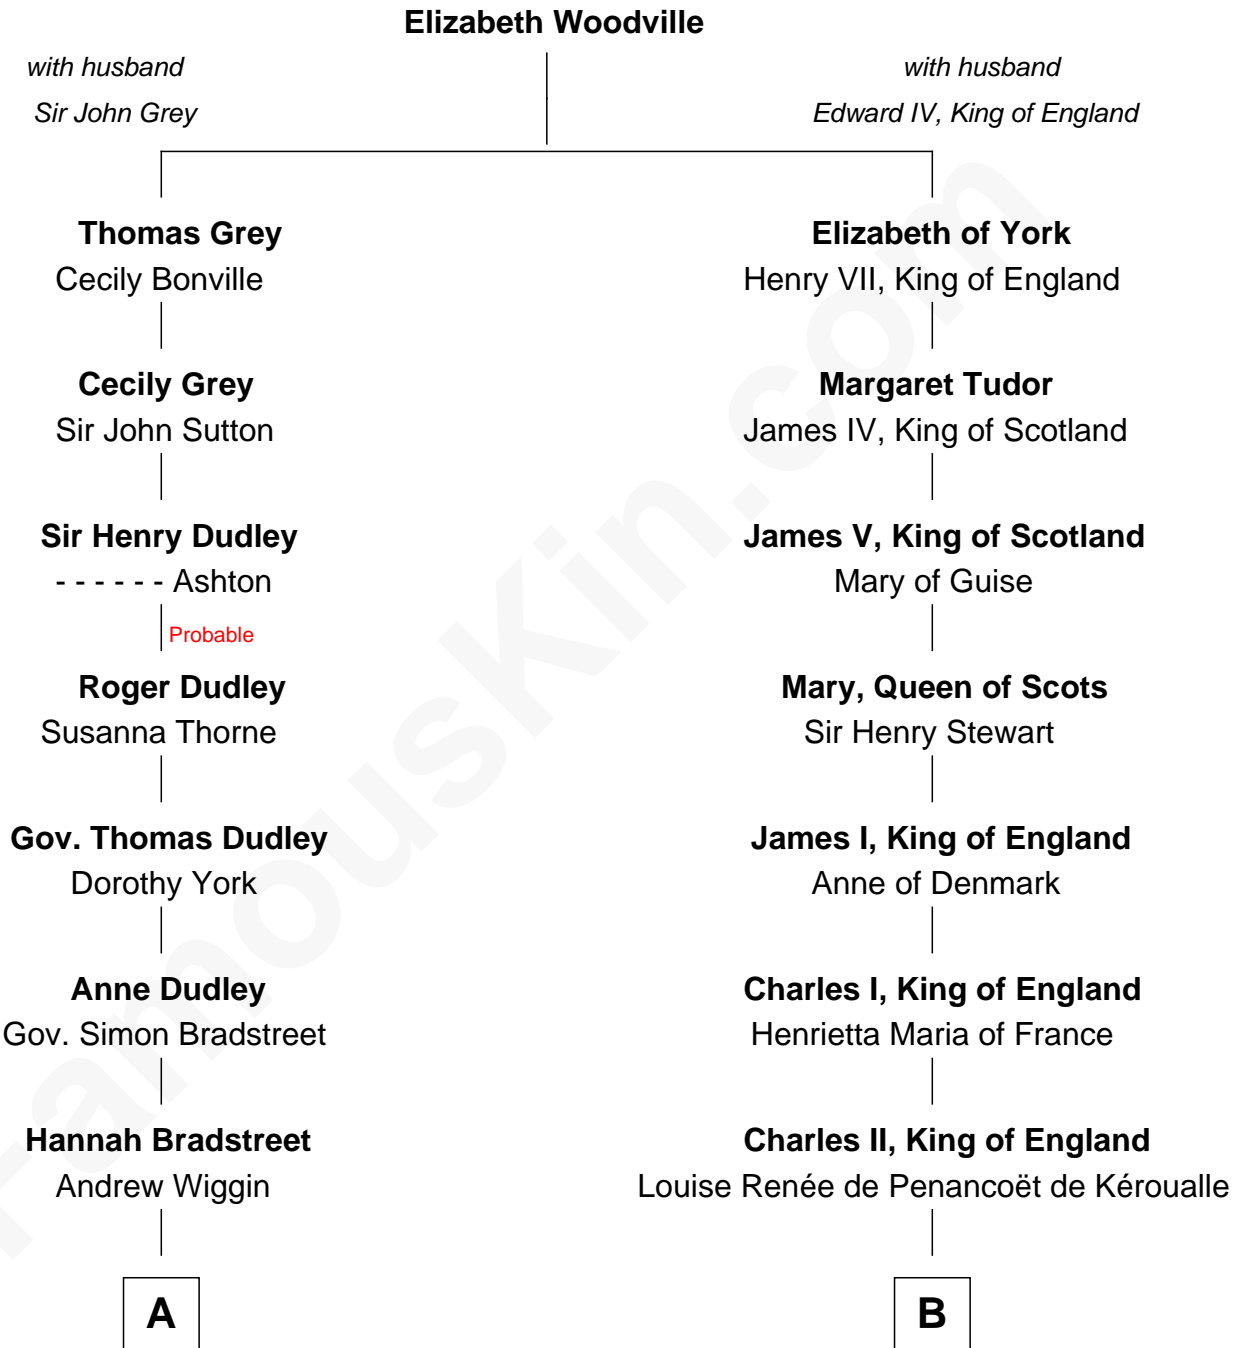 Elizabeth Woodville
with husband
Sir John Grey
with husband
Edward IV, King of England
Thomas Grey
Cecily Bonville
Elizabeth of York
Henry VII, King of England
Cecily Grey
Sir John Sutton
Margaret Tudor
James IV, King of Scotland
Sir Henry Dudley
- - - - - - Ashton
Probable
James V, King of Scotland
Mary of Guise
Roger Dudley
Susanna Thorne
Mary, Queen of Scots
Sir Henry Stewart
Gov. Thomas Dudley
Dorothy York
James I, King of England
Anne of Denmark
Anne Dudley
Gov. Simon Bradstreet
Charles I, King of England
Henrietta Maria of France
Hannah Bradstreet
Andrew Wiggin
Charles II, King of England
Louise Renée de Penancoët de Kéroualle
A
B
FamousKin.com